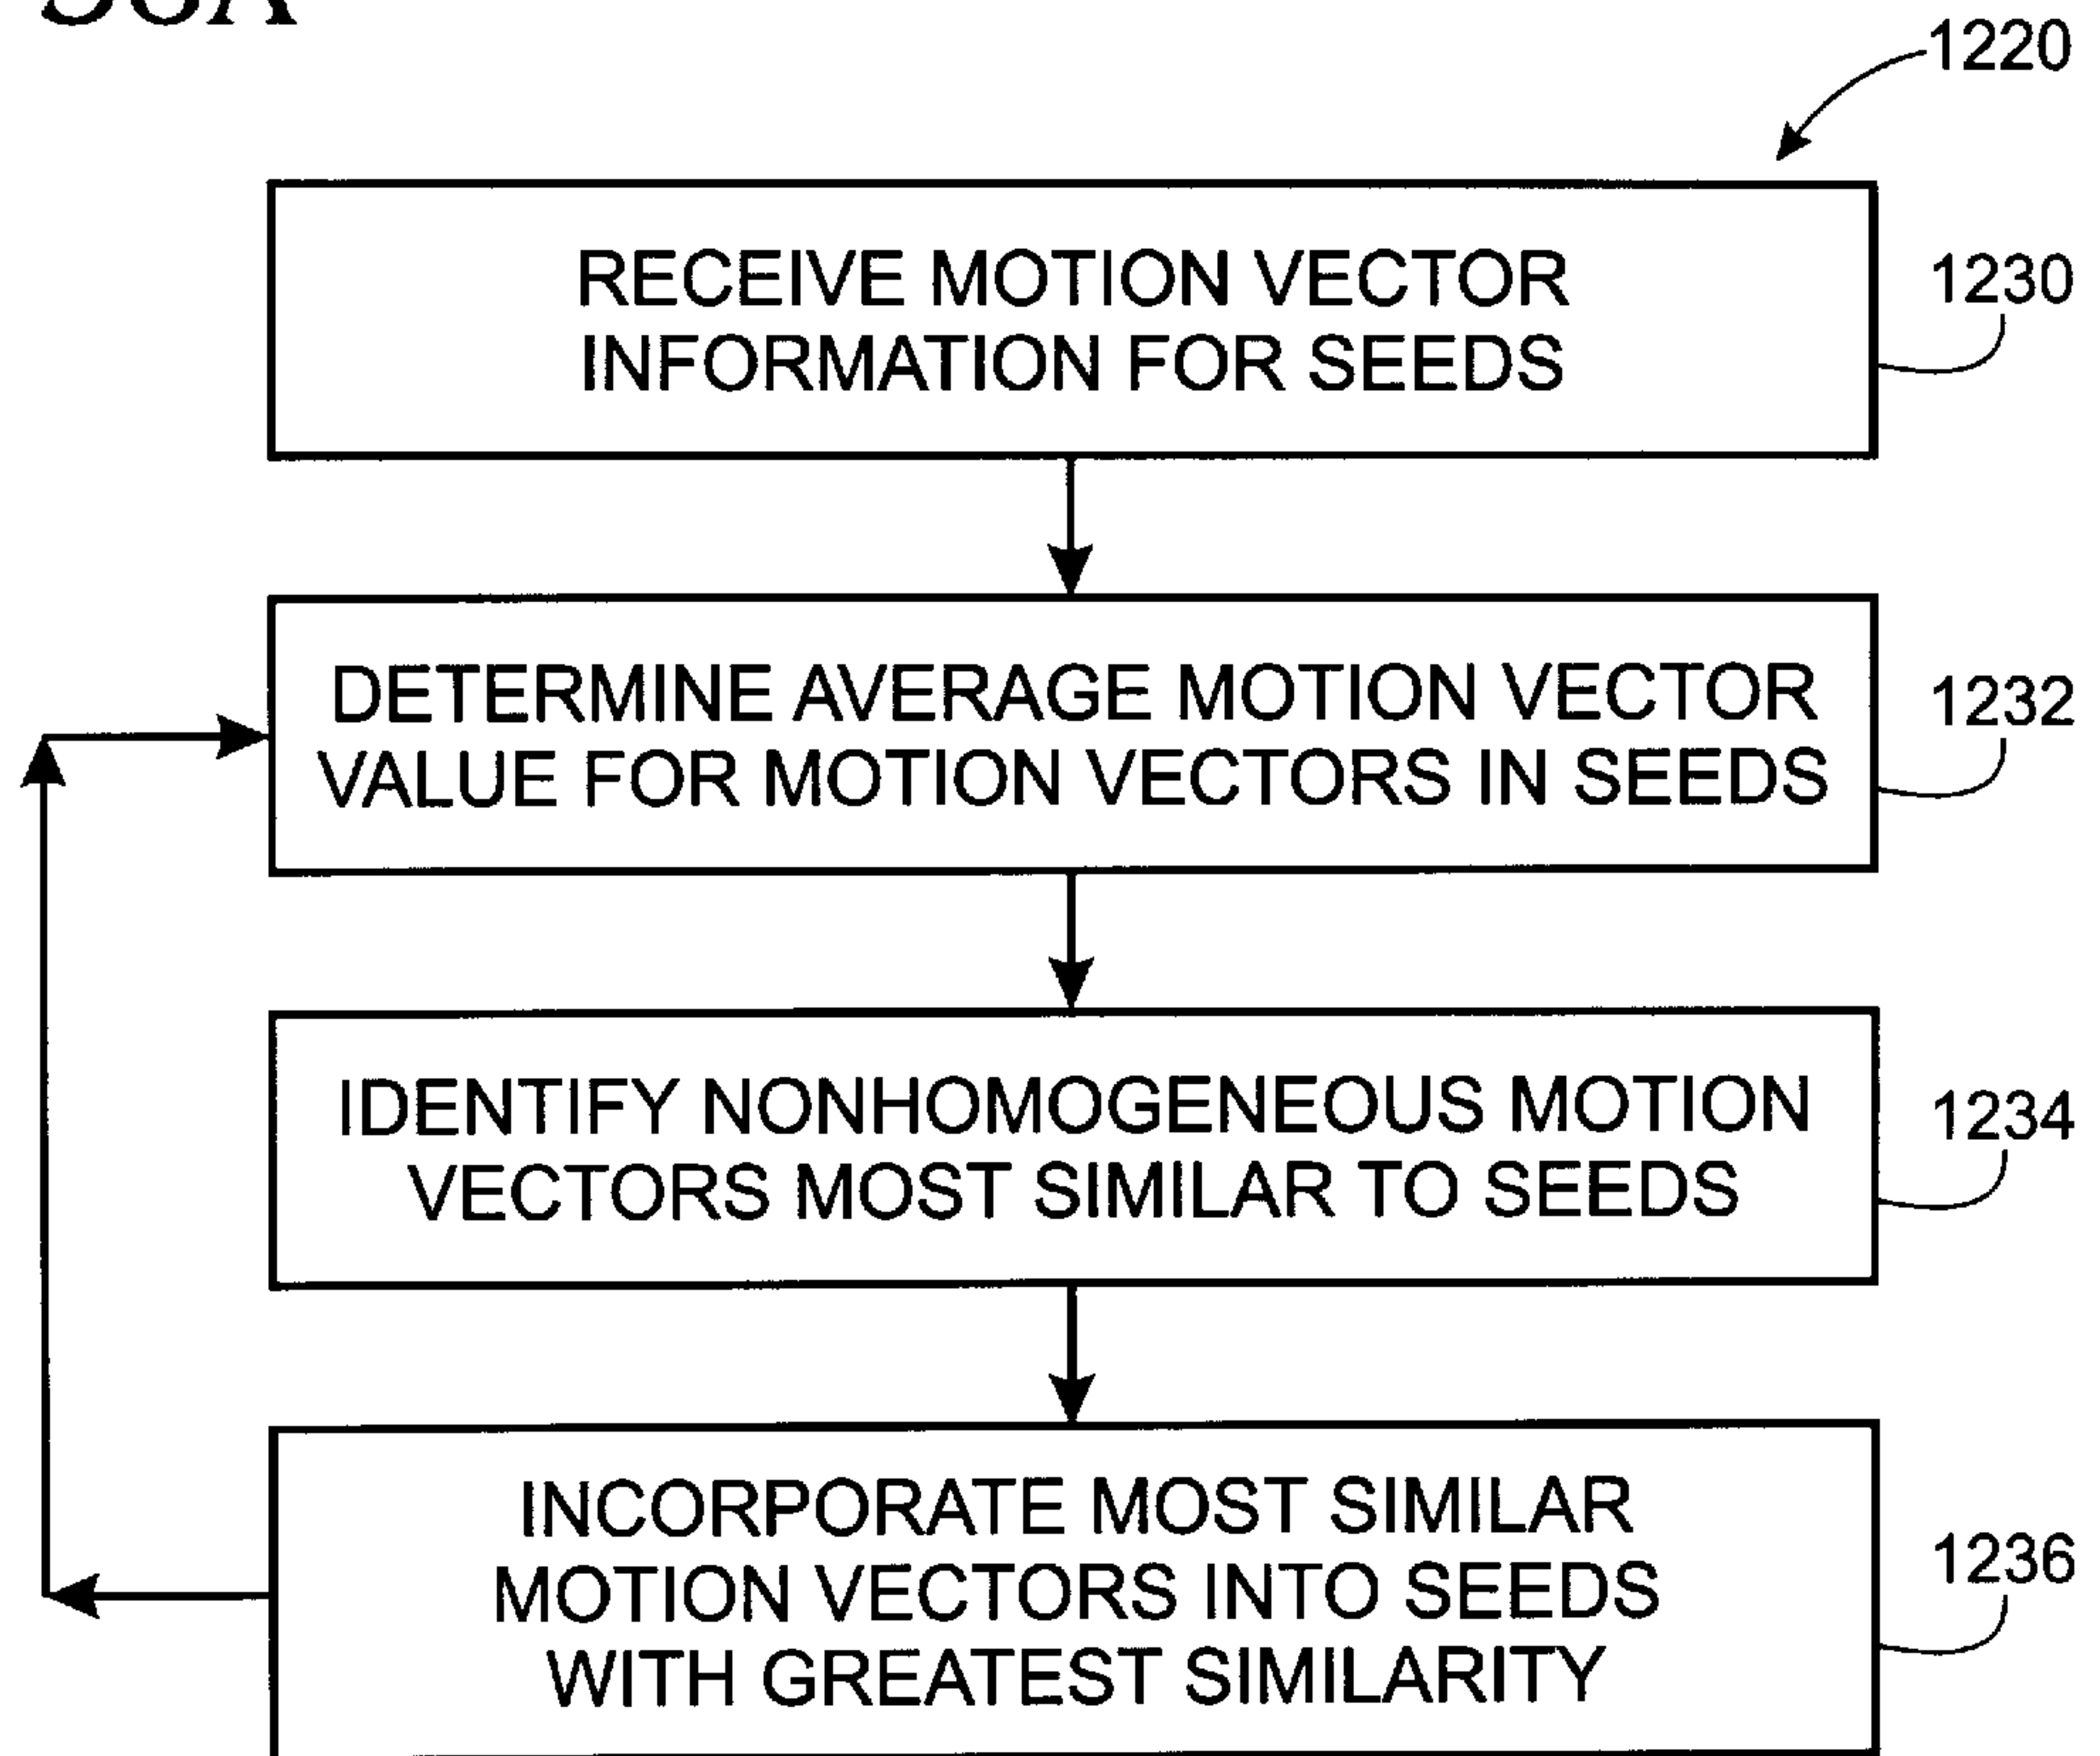 1220
RECEIVE MOTION VECTOR
INFORMATION FOR SEEDS
1230
DETERMINE AVERAGE MOTION VECTOR
VALUE FOR MOTION VECTORS IN SEEDS
1232
IDENTIFY NONHOMOGENEOUS MOTION
VECTORS MOST SIMILAR TO SEEDS
1234
INCORPORATE MOST SIMILAR
MOTION VECTORS INTO SEEDS
WITH GREATEST SIMILARITY
1236